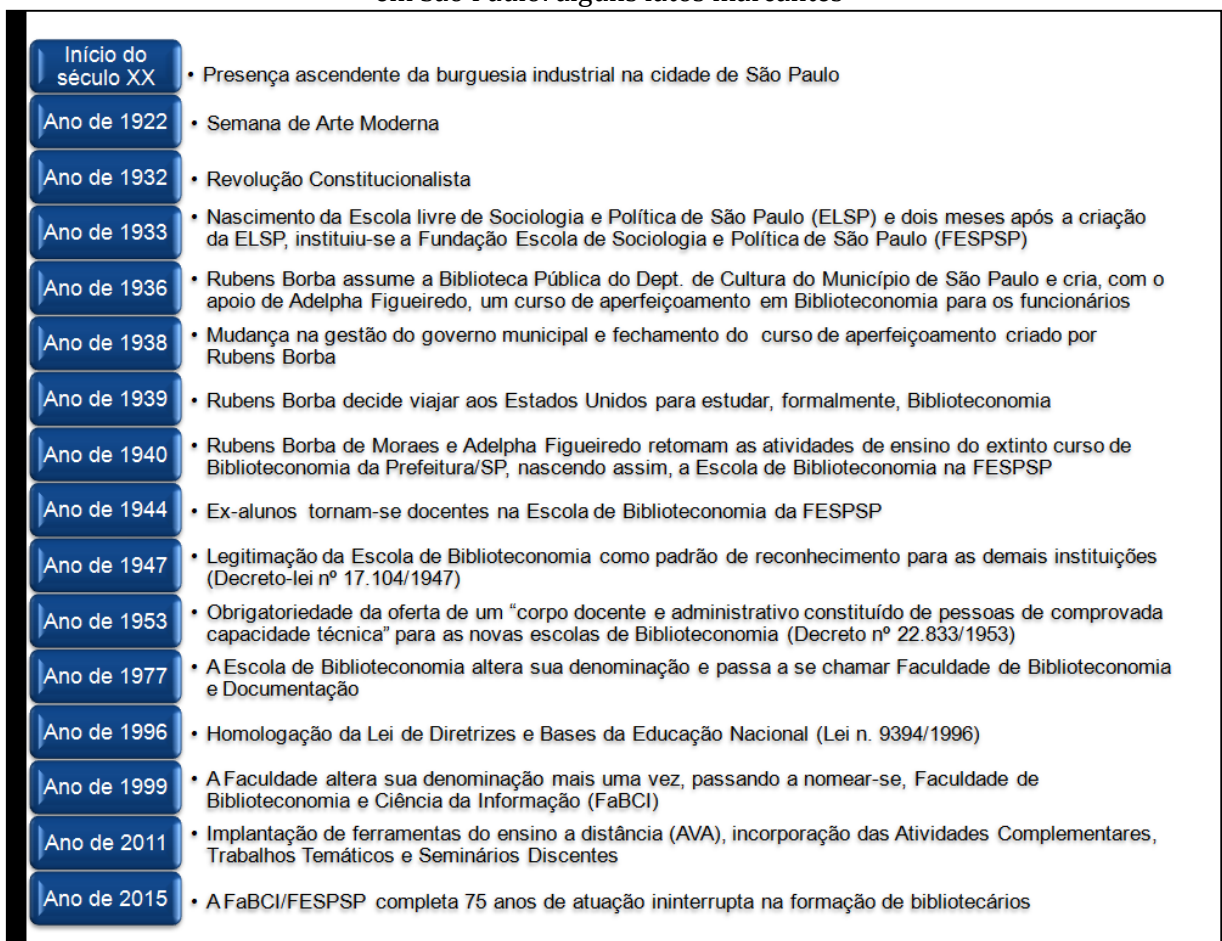 em São Paulo: alguns fatos marcantes
Início do
século XX
• Presença ascendente da burguesia industrial na cidade de São Paulo
Ano de 1922
• Semana de Arte Moderna
Ano de 1932
• Revolução Constitucionalista
Ano de 1933
• Nascimento da Escola livre de Sociologia e Política de São Paulo (ELSP) e dois meses após a criação
da ELSP, instituiu-se a Fundação Escola de Sociologia e Política de São Paulo (FESPSP)
Ano de 1936
• Rubens Borba assume a Biblioteca Pública do Dept. de Cultura do Município de São Paulo e cria, com o
apoio de Adelpha Figueiredo, um curso de aperfeiçoamento em Biblioteconomia para os funcionários
Ano de 1938
• Mudança na gestão do governo municipal e fechamento do curso de aperfeiçoamento criado por
Rubens Borba
Ano de 1939
• Rubens Borba decide viajar aos Estados Unidos para estudar, formalmente, Biblioteconomia
Ano de 1940
• Rubens Borba de Moraes e Adelpha Figueiredo retomam as atividades de ensino do extinto curso de
Biblioteconomia da Prefeitura/SP, nascendo assim, a Escola de Biblioteconomia na FESPSP
Ano de 1944
• Ex-alunos tornam-se docentes na Escola de Biblioteconomia da FESPSP
Ano de 1947
• Legitimação da Escola de Biblioteconomia como padrão de reconhecimento para as demais instituições
(Decreto-lei nº 17.104/1947)
Ano de 1953
• Obrigatoriedade da oferta de um “corpo docente e administrativo constituído de pessoas de comprovada
capacidade técnica” para as novas escolas de Biblioteconomia (Decreto nº 22.833/1953)
Ano de 1977
• A Escola de Biblioteconomia altera sua denominação e passa a se chamar Faculdade de Biblioteconomia
e Documentação
Ano de 1996
• Homologação da Lei de Diretrizes e Bases da Educação Nacional (Lei n. 9394/1996)
Ano de 1999
• A Faculdade altera sua denominação mais uma vez, passando a nomear-se, Faculdade de
Biblioteconomia e Ciência da Informação (FaBCI)
Ano de 2011
• Implantação de ferramentas do ensino a distância (AVA), incorporação das Atividades Complementares,
Trabalhos Temáticos e Seminários Discentes
Ano de 2015
• A FaBCI/FESPSP completa 75 anos de atuação ininterrupta na formação de bibliotecários